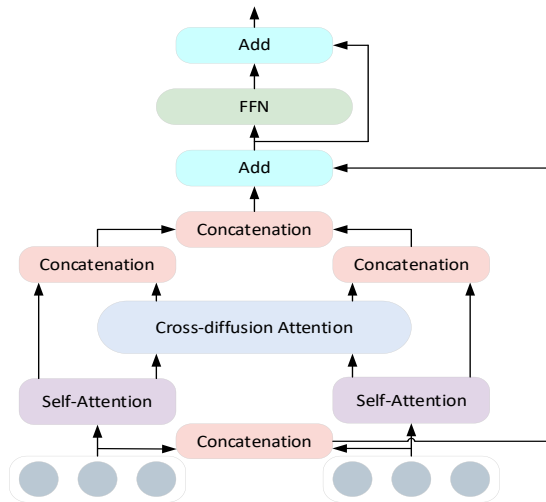 Add
FFN
Add
Concatenation
Concatenation
Concatenation
Cross-diffusion Attention
Self-Attention
Self-Attention
Concatenation